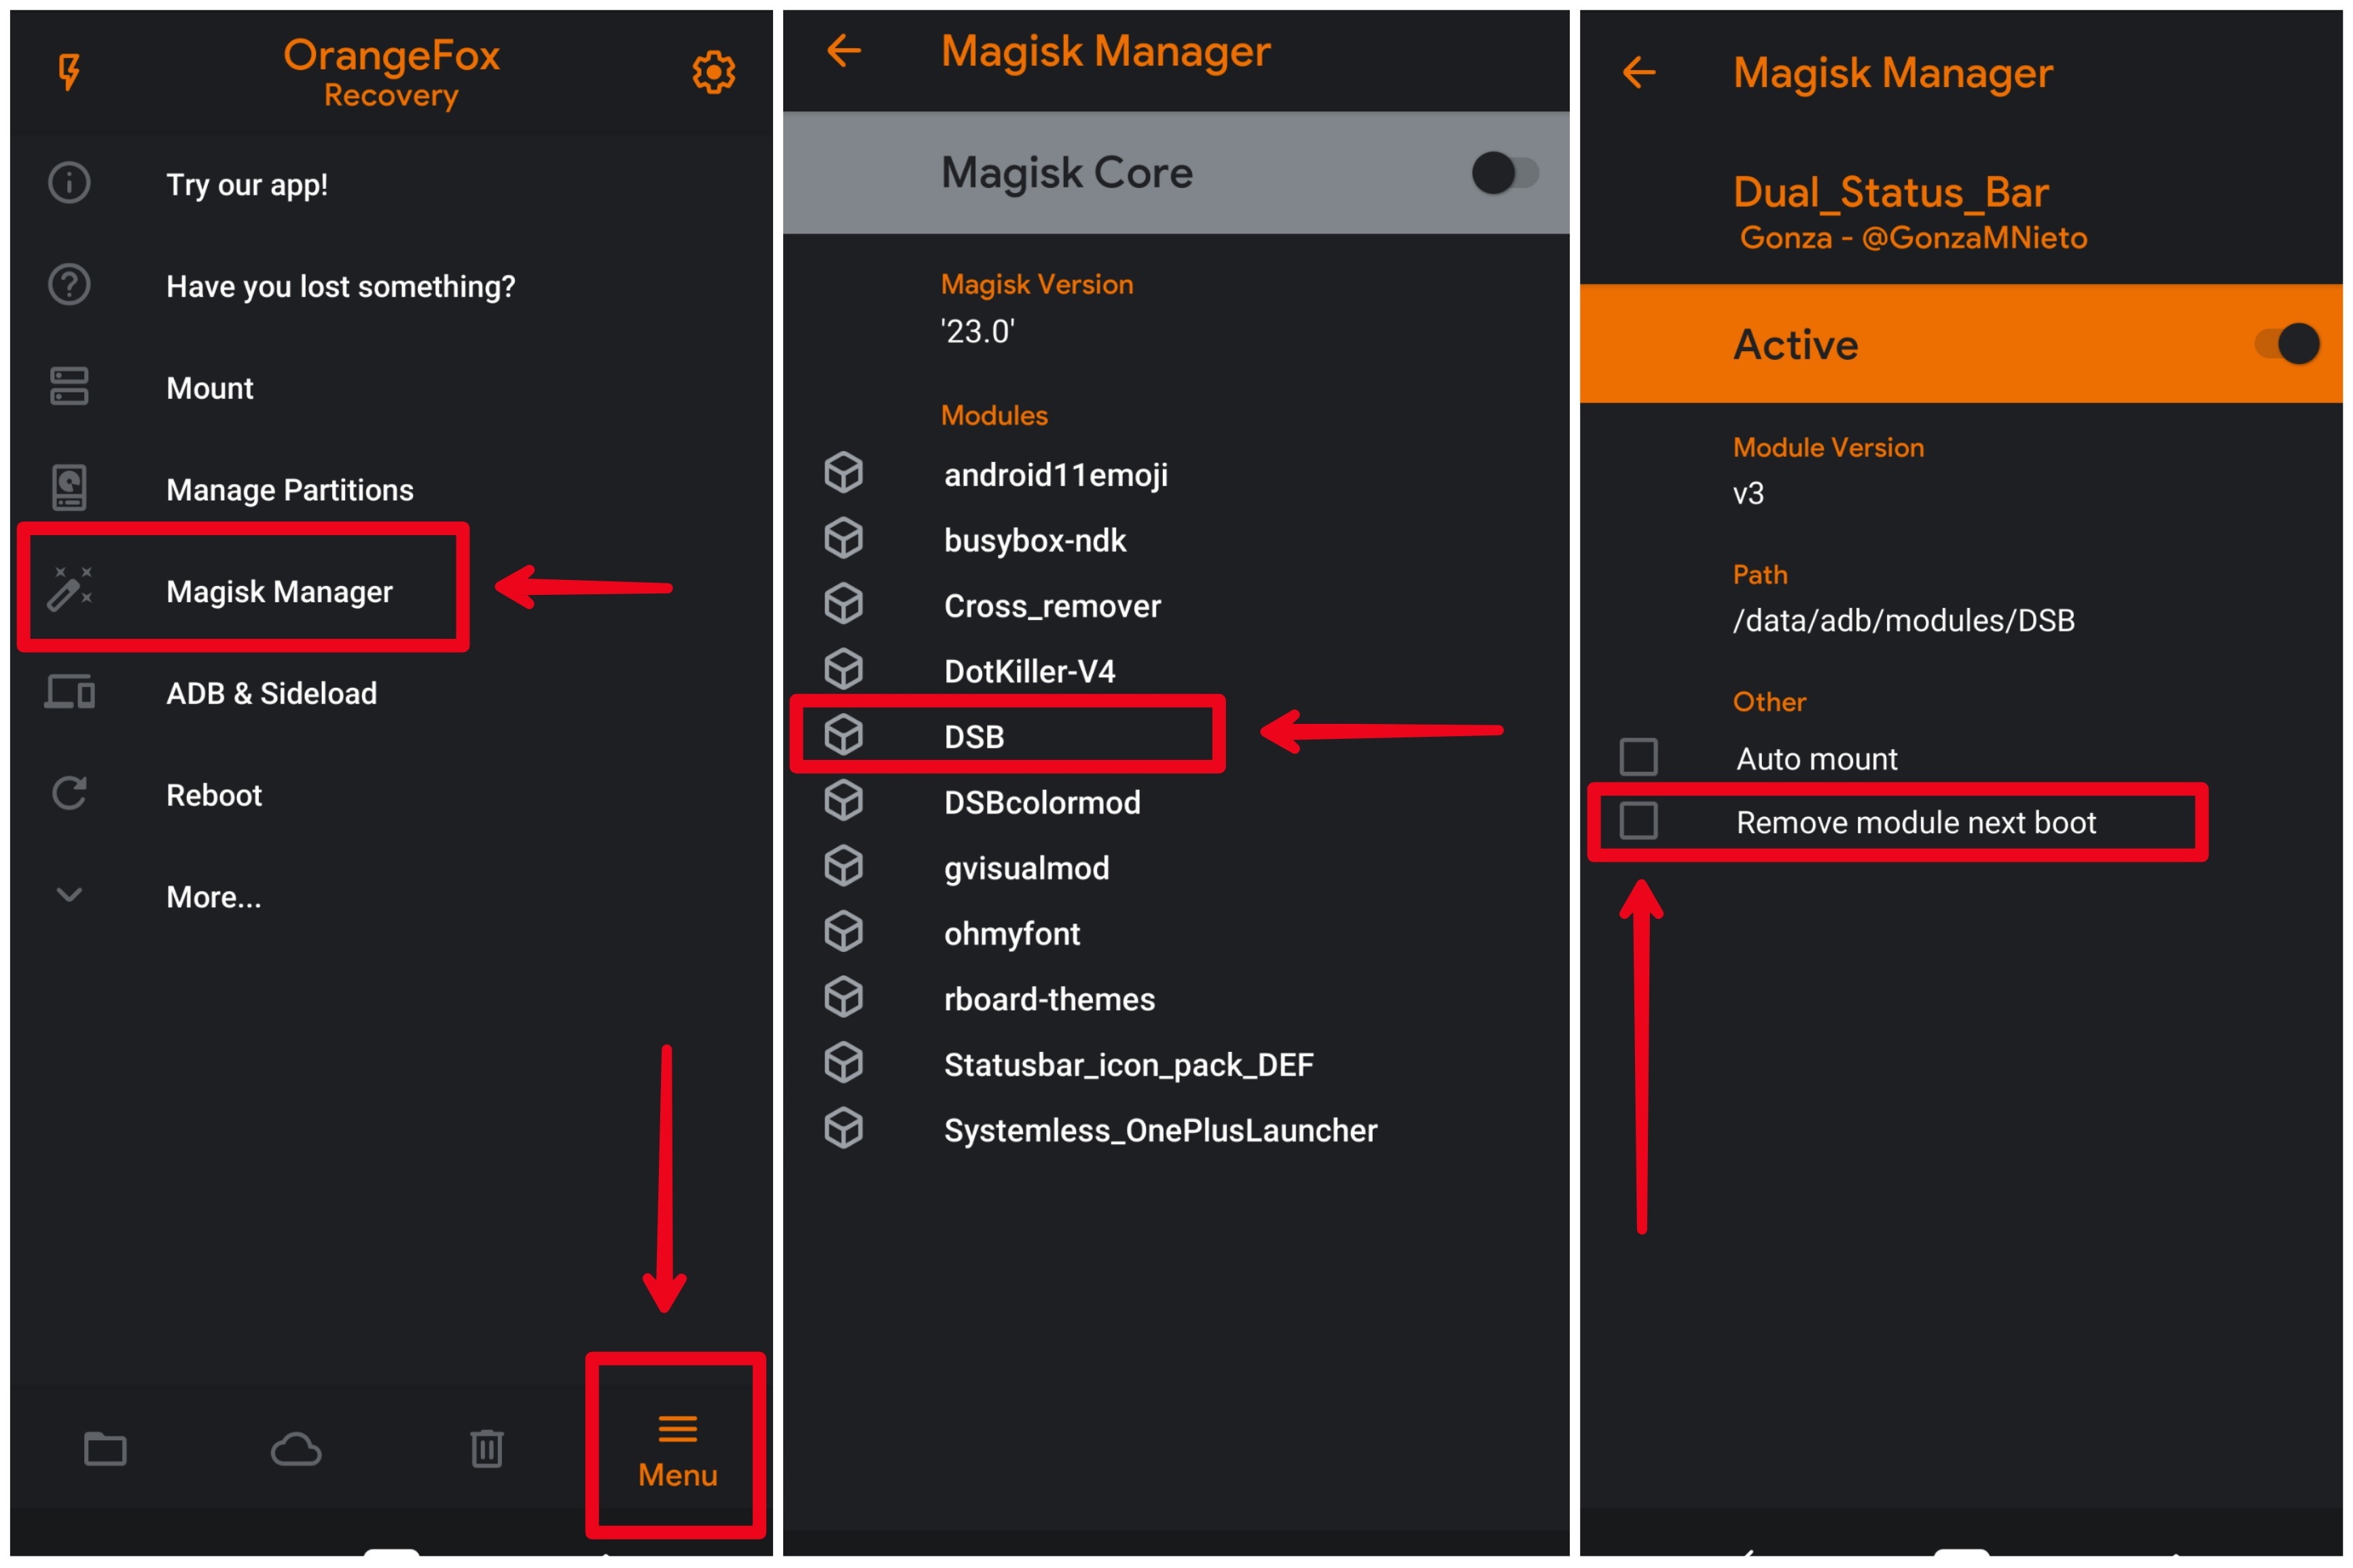 OrangeFox
Recovery
Try our app!
Have you lost something?
Mount
Manage Partitions
Magisk Manager
ADB & Sideload
Reboot
More...
Menu
Magisk Manager
Magisk Core
Magisk Version
'23.0'
Modules
android11emoji
busybox-ndk
Cross_remover
DotKiller-V4
DSB
DSBcolormod
gvisualmod
ohmyfont
rboard-themes
Statusbar_icon_pack_DEF
Systemless_OnePlusLauncher
Magisk Manager
Dual_Status_Bar
Gonza - @GonzaMNieto
Active
Module Version
v3
Path
/data/adb/modules/DSB
Other
Auto mount
Remove module next boot